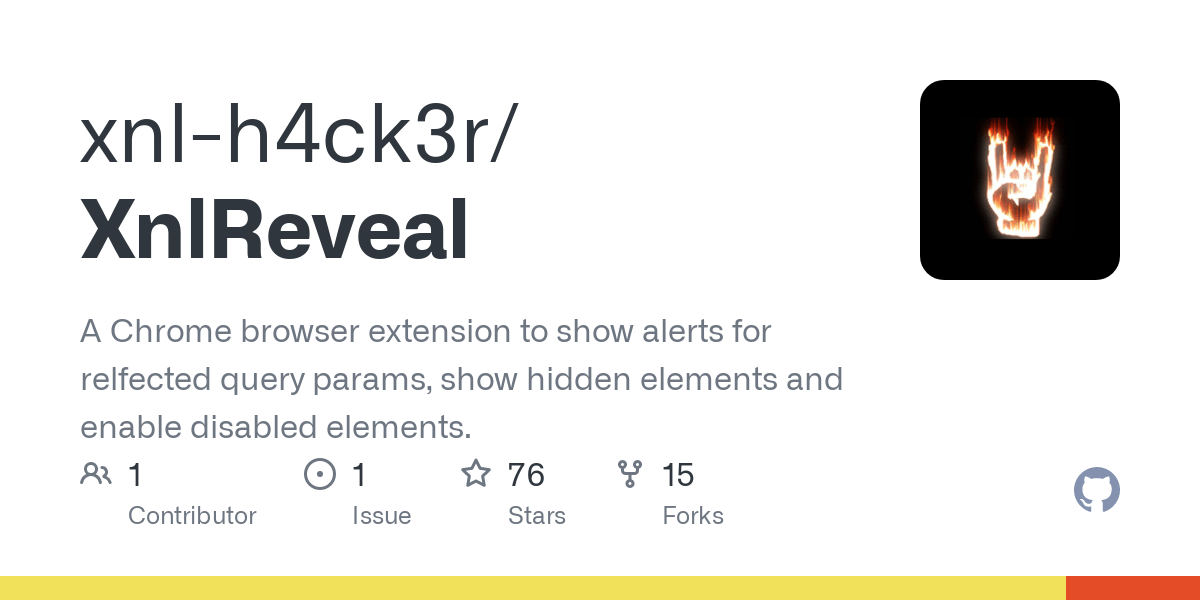 xnl-h4ck3r/
XnlReveal
A Chrome browser extension to show alerts for
relfected query params, show hidden elements and
enable disabled elements.
1 1 76 15
Contributor Issue Stars Forks